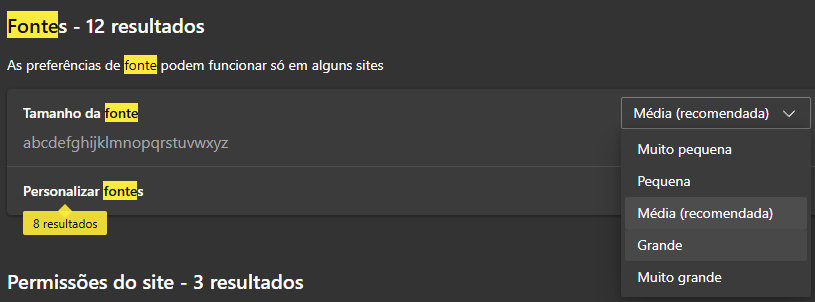 Fontes - 12 resultados
As preferências de fonte podem funcionar só em alguns sites
Tamanho da fonte
abcdefghijklmnopqrstuvwxyz
Média (recomendada)
Muito pequena
Pequena
Média (recomendada)
Grande
Muito grande
Personalizar fontes
8 resultados
Permissões do site - 3 resultados